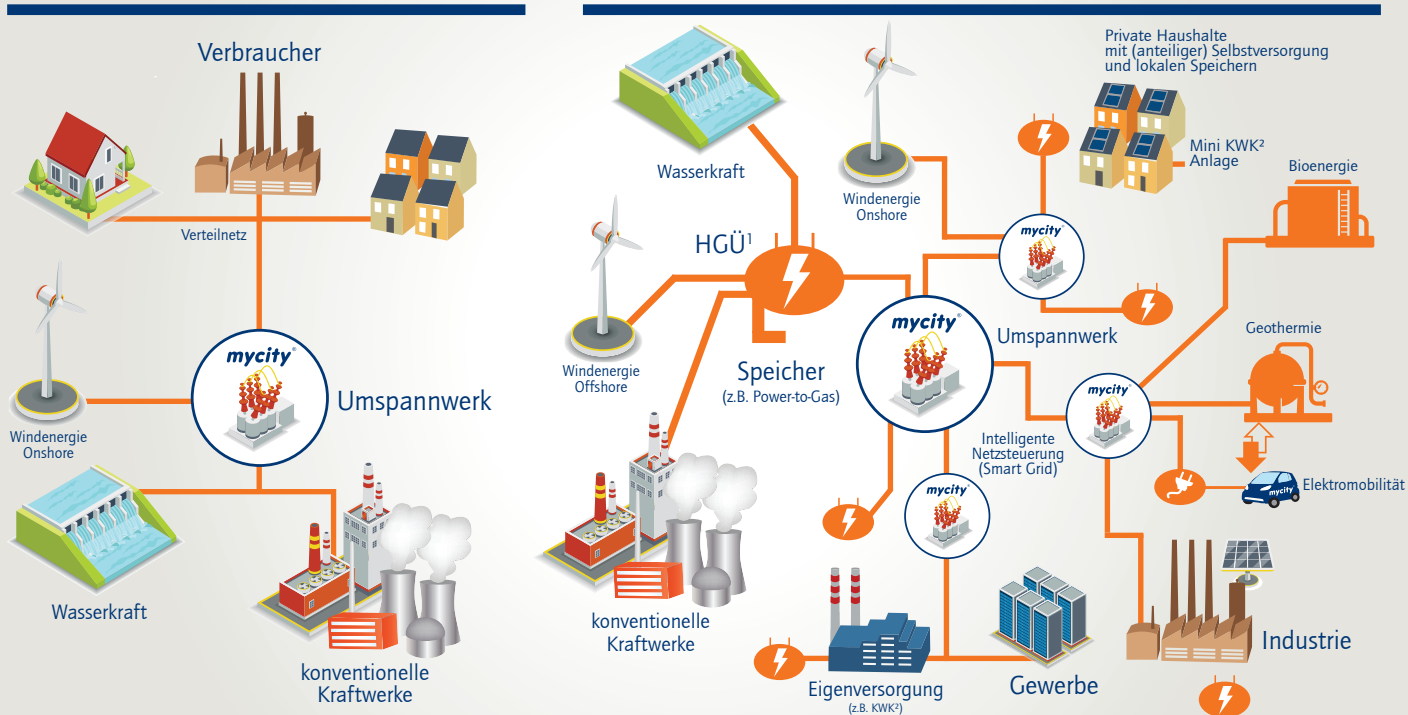 Verbraucher
Verteilnetz
mycity®
Umspannwerk
Windenergie
Onshore
Wasserkraft
konventionelle
Kraftwerke
Wasserkraft
Windenergie
Onshore
Private Haushalte
mit (anteiliger) Selbstversorgung
und lokalen Speichern
Mini KWK²
Anlage
Bioenergie
HGÜ¹
mycity®
Windenergie
Offshore
Speicher
(z.B. Power-to-Gas)
mycity®
Umspannwerk
Geothermie
mycity®
Intelligente
Netzsteuerung
(Smart Grid)
mycity®
mycity
Elektromobilität
konventionelle
Kraftwerke
Eigenversorgung
(z.B. KWK²)
Gewerbe
Industrie